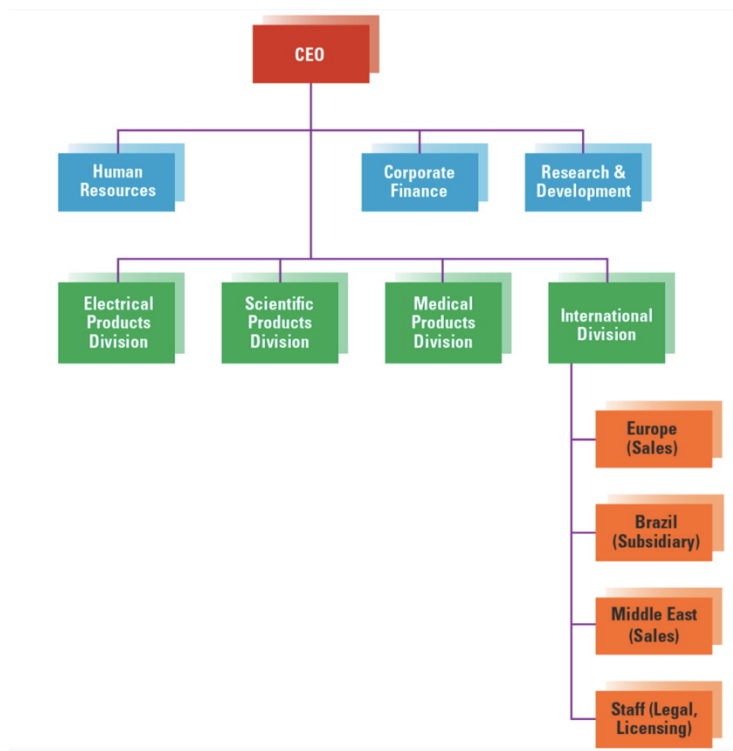 CEO
Human
Resources
Corporate
Finance
Research &
Development
Electrical
Products
Division
Scientific
Products
Division
Medical
Products
Division
International
Division
Europe
(Sales)
Brazil
(Subsidiary)
Middle East
(Sales)
Staff (Legal,
Licensing)